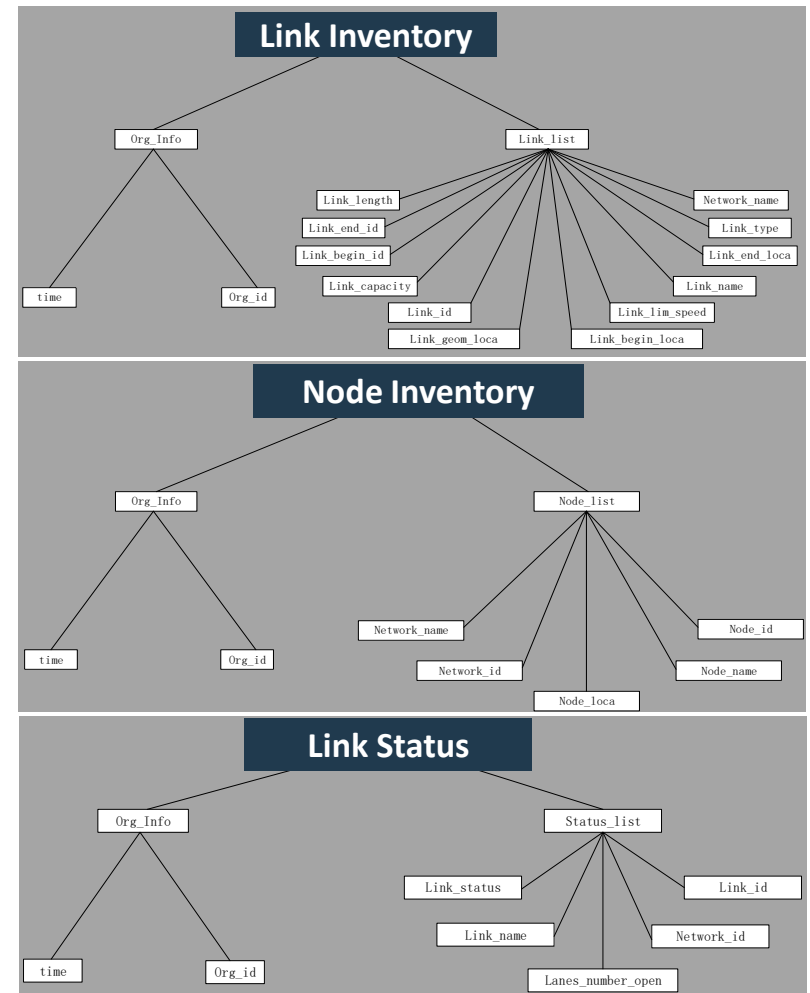 Link Inventory
Org_Info
Link_list
Link_length
Network_name
Link_end_id
Link_type
Link_begin_id
Link_end_loca
Link_capacity
Link_name
time
Org_id
Link_id
Link_lim_speed
Link_geom_loca
Link_begin_loca
Node Inventory
Org_Info
Node_list
Network_name
Node_id
time
Org_id
Network_id
Node_name
Node_loca
Link Status
Org_Info
Status_list
Link_status
Link_id
Link_name
Network_id
time
Org_id
Lanes_number_open